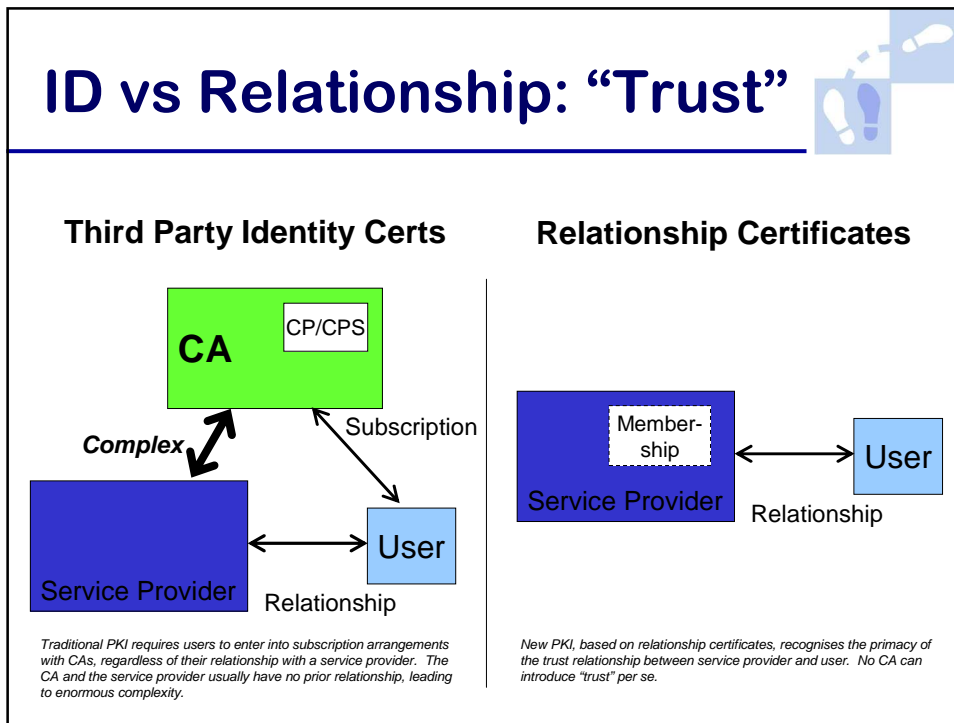 ID vs Relationship: “Trust”
Third Party Identity Certs
CP/CPS
CA
Subscription
Complex
User
Service Provider
Relationship
Traditional PKI requires users to enter into subscription arrangements
with CAs, regardless of their relationship with a service provider. The
CA and the service provider usually have no prior relationship, leading
to enormous complexity.
Relationship Certificates
Member-
ship
User
Service Provider
Relationship
New PKI, based on relationship certificates, recognises the primacy of
the trust relationship between service provider and user. No CA can
introduce “trust” per se.